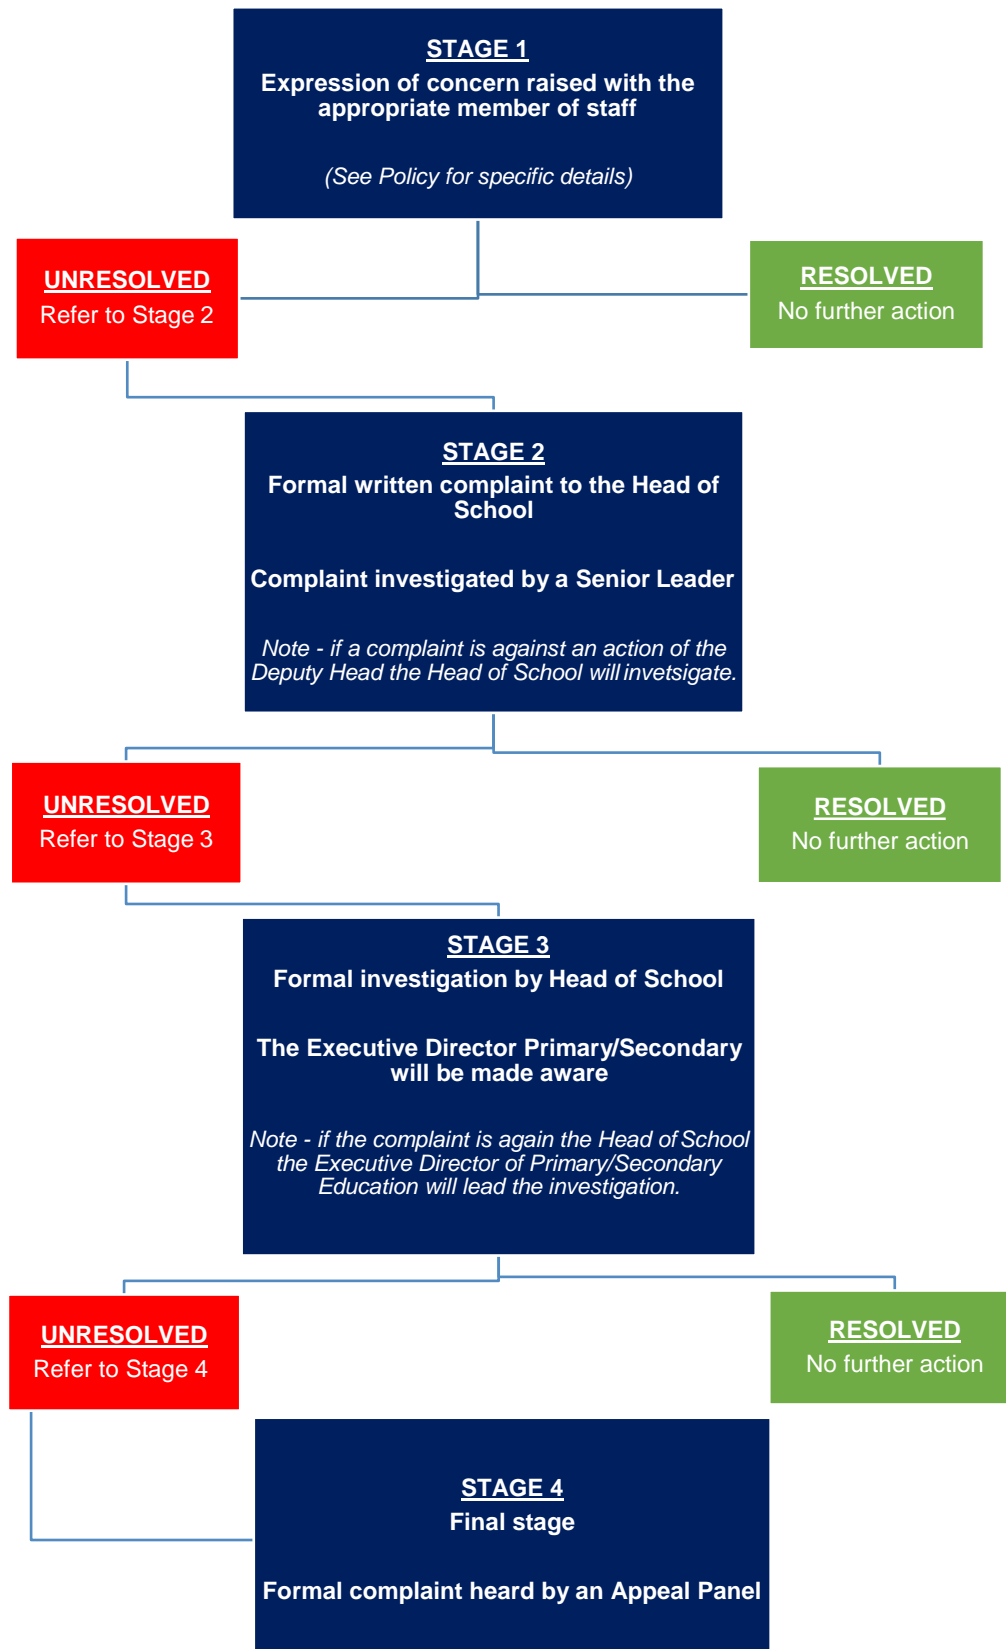 STAGE 1
Expression of concern raised with the
appropriate member of staff
(See Policy for specific details)
UNRESOLVED
Refer to Stage 2
RESOLVED
No further action
STAGE 2
Formal written complaint to the Head of
School
Complaint investigated by a Senior Leader
Note - if a complaint is against an action of the
Deputy Head the Head of School will invetsigate.
UNRESOLVED
Refer to Stage 3
RESOLVED
No further action
STAGE 3
Formal investigation by Head of School
The Executive Director Primary/Secondary
will be made aware
Note - if the complaint is again the Head of School
the Executive Director of Primary/Secondary
Education will lead the investigation.
UNRESOLVED
Refer to Stage 4
RESOLVED
No further action
STAGE 4
Final stage
Formal complaint heard by an Appeal Panel